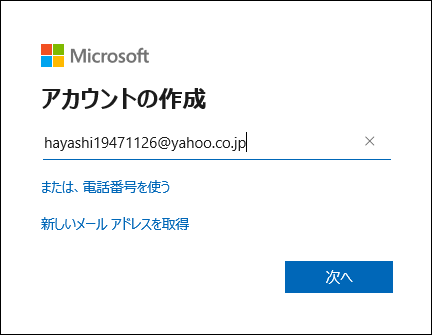 Microsoft
アカウントの作成
hayashi19471126@yahoo.co.jp
または、電話番号を使う
新しいメール アドレスを取得
次へ